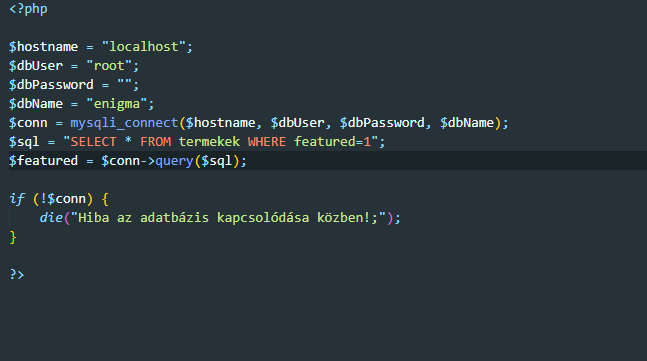 <?php
$hostname = "localhost";
$dbUser = "root";
$dbPassword = "";
$dbName = "enigma";
$conn = mysqli_connect($hostname, $dbUser, $dbPassword, $dbName);
$sql = "SELECT * FROM termekek WHERE featured=1";
$featured = $conn->query($sql);
if (!$conn) {
    die("Hiba az adatbázis kapcsolódása közben!;");
}
?>